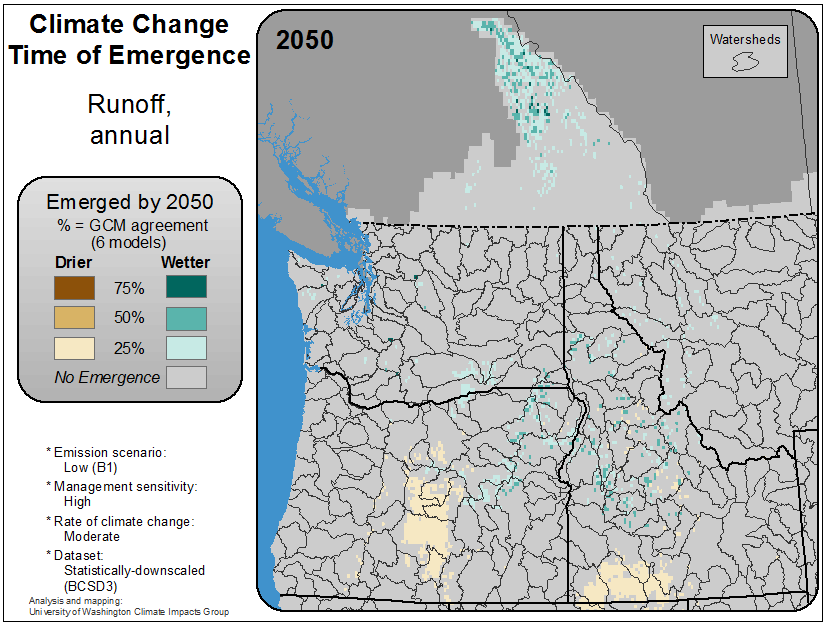 Climate Change
Time of Emergence
Runoff,
annual
Emerged by 2050
% = GCM agreement
(6 models)
Drier Wetter
75%
50%
25%
No Emergence
* Emission scenario:
Low (B1)
* Management sensitivity:
High
* Rate of climate change:
Moderate
* Dataset:
Statistically-downscaled
(BCSD3)
Analysis and mapping:
University of Washington Climate Impacts Group
2050
Watersheds